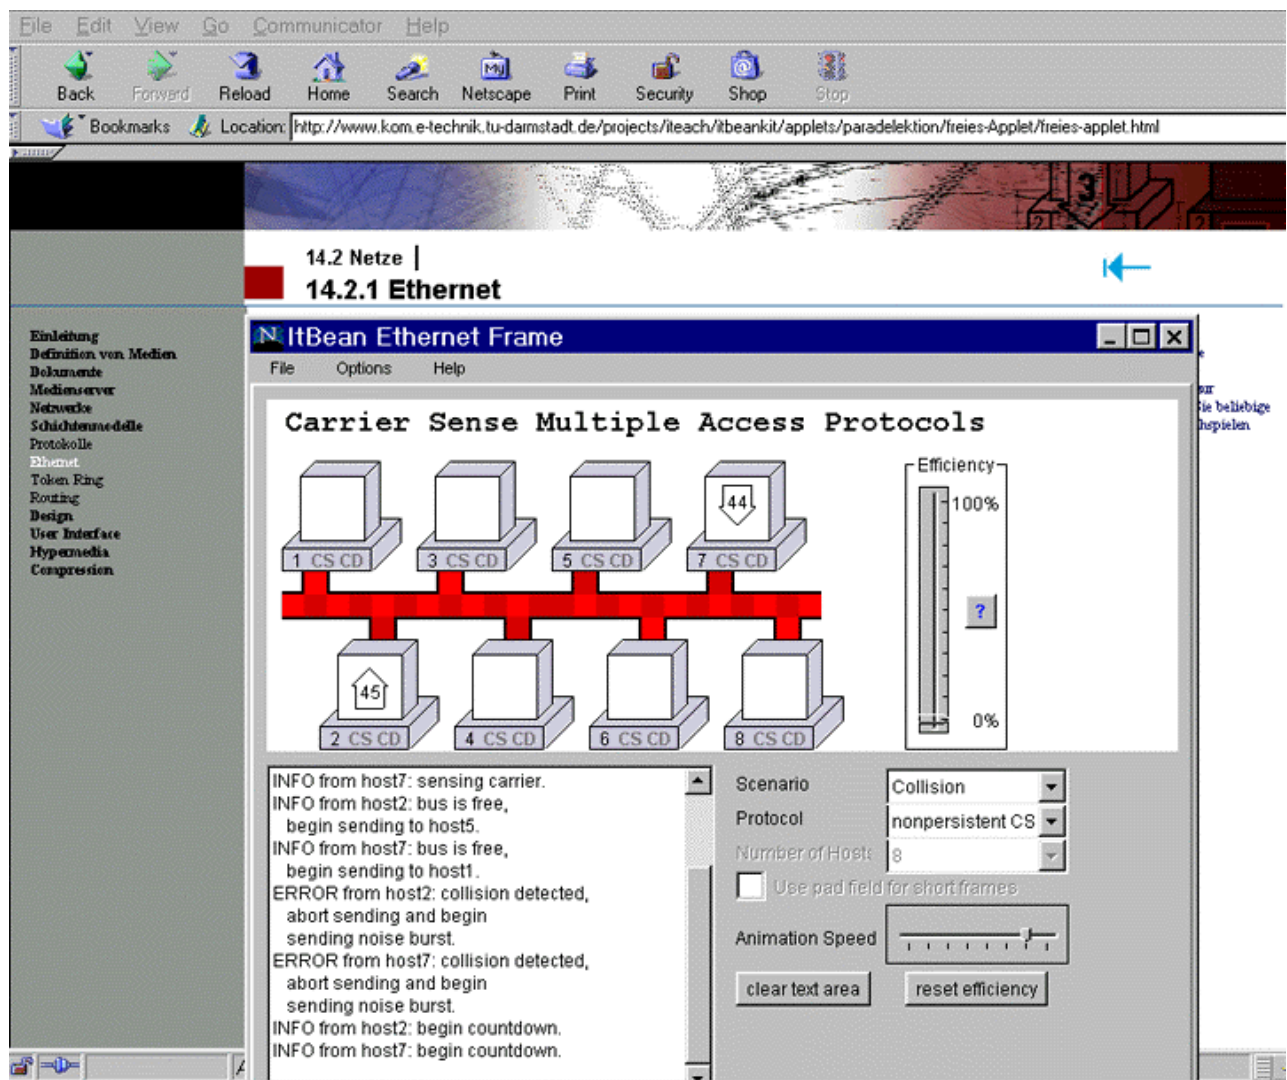 File Edit View Go Communicator Help
Back Forward Reload Home Search Netscape Print Security Shop Stop
My
Bookmarks Location: http://www.kom.e-technik.tu-darmstadt.de/projects/iteach/itbeankit/applets/paradelektion/freies-Applet/freies-applet.html
3
2
2
14.2 Netze
14.2.1 Ethernet
Einleitung
Definition von Medien
Dokumente
Medienserver
Netzwerke
Schichtenmodelle
Protokolle
Ethernet
Token Ring
Routing
Design
User Interface
Hypermedia
Compression
N ItBean Ethernet Frame
File Options Help
ie beliebige
hspielen
Carrier Sense Multiple Access Protocols
Efficiency
100%
?
0%
44
1 CS CD 3 CS CD 5 CS CD 7 CS CD
45
2 CS CD 4 CS CD 6 CS CD 8 CS CD
INFO from host7: sensing carrier.
INFO from host2: bus is free,
begin sending to host5.
INFO from host7: bus is free,
begin sending to host1.
ERROR from host2: collision detected,
abort sending and begin
sending noise burst.
ERROR from host7: collision detected,
abort sending and begin
sending noise burst.
INFO from host2: begin countdown.
INFO from host7: begin countdown.
Scenario Collision
Protocol nonpersistent CS
Number of Hosts 8
Use pad field for short frames
Animation Speed
clear text area reset efficiency